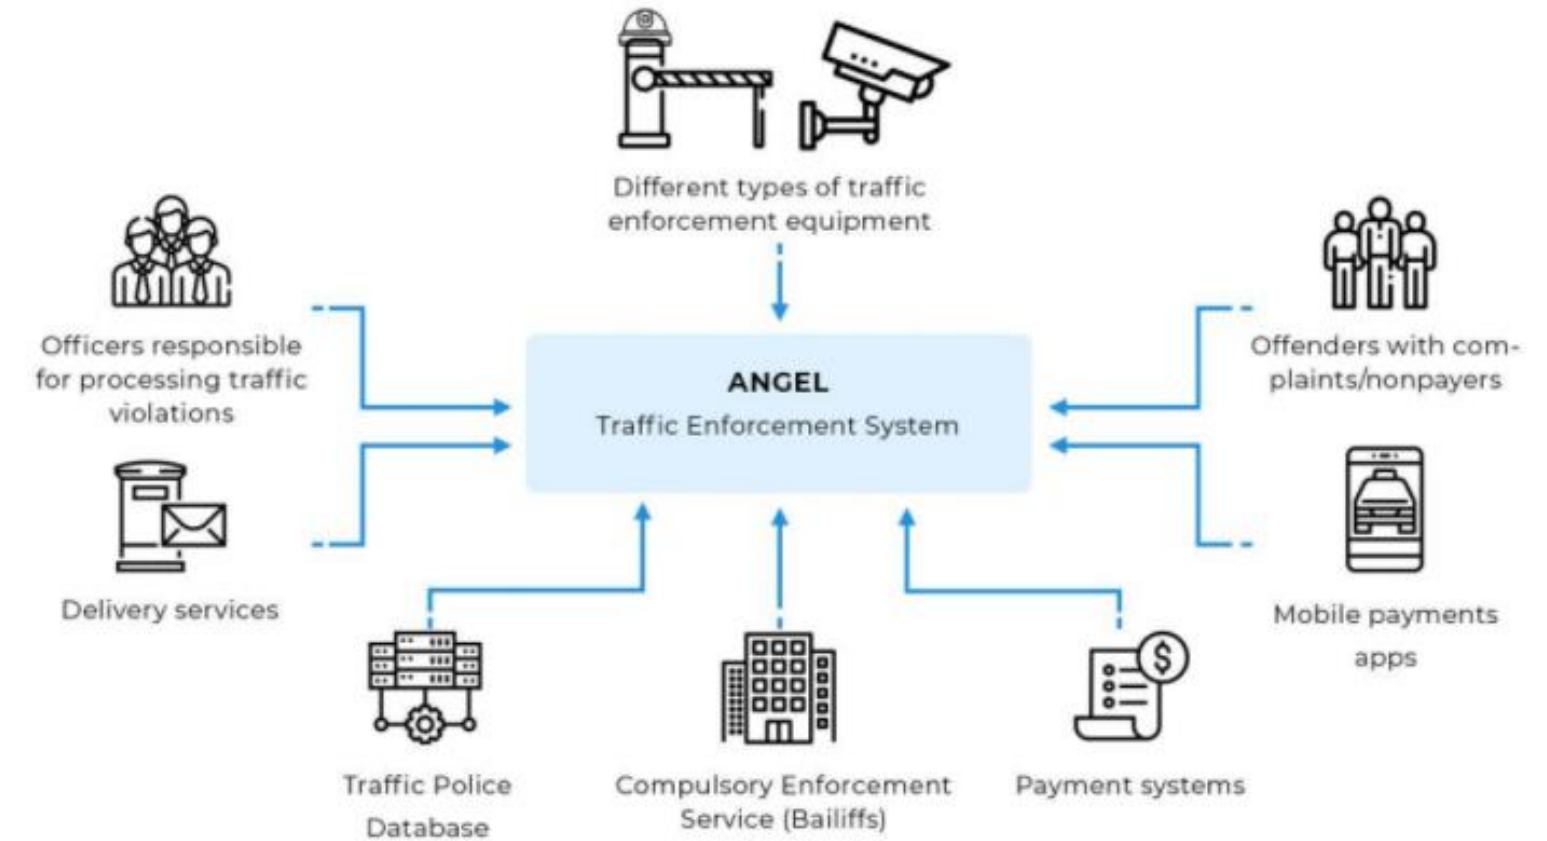 Different types of traffic
enforcement equipment
Officers responsible
for processing traffic
violations
Offenders with com-
plaints/nonpayers
ANGEL
Traffic Enforcement System
Delivery services
Mobile payments
apps
Traffic Police
Database
Compulsory Enforcement
Service (Bailiffs)
Payment systems
$